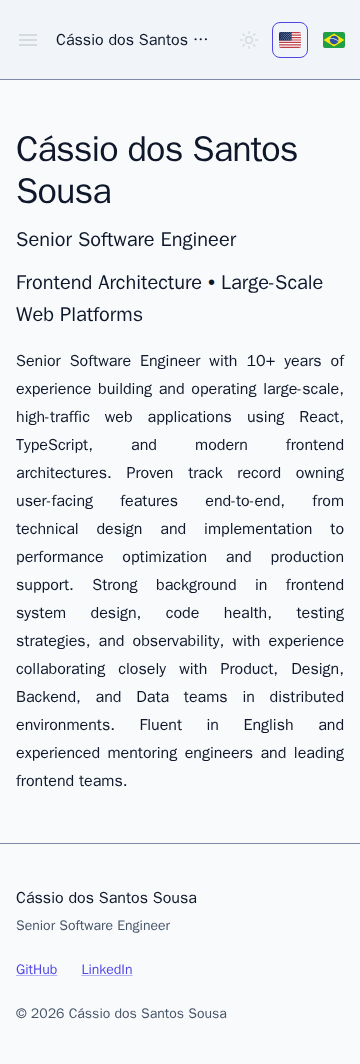 Cássio dos Santos ···
Cássio dos Santos
Sousa
Senior Software Engineer
Frontend Architecture • Large-Scale
Web Platforms
Senior Software Engineer with 10+ years of
experience building and operating large-scale,
high-traffic web applications using React,
TypeScript, and modern frontend
architectures. Proven track record owning
user-facing features end-to-end, from
technical design and implementation to
performance optimization and production
support. Strong background in frontend
system design, code health, testing
strategies, and observability, with experience
collaborating closely with Product, Design,
Backend, and Data teams in distributed
environments. Fluent in English and
experienced mentoring engineers and leading
frontend teams.
Cássio dos Santos Sousa
Senior Software Engineer
GitHub LinkedIn
© 2026 Cássio dos Santos Sousa